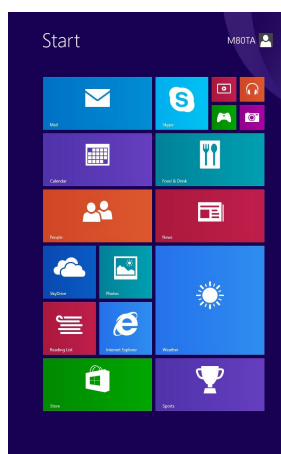 Start
M80TA
Mail
Skype
Calendar
Food & Drink
People
News
SkyDrive
Photos
Reading List
Internet Explorer
Weather
Store
Sports